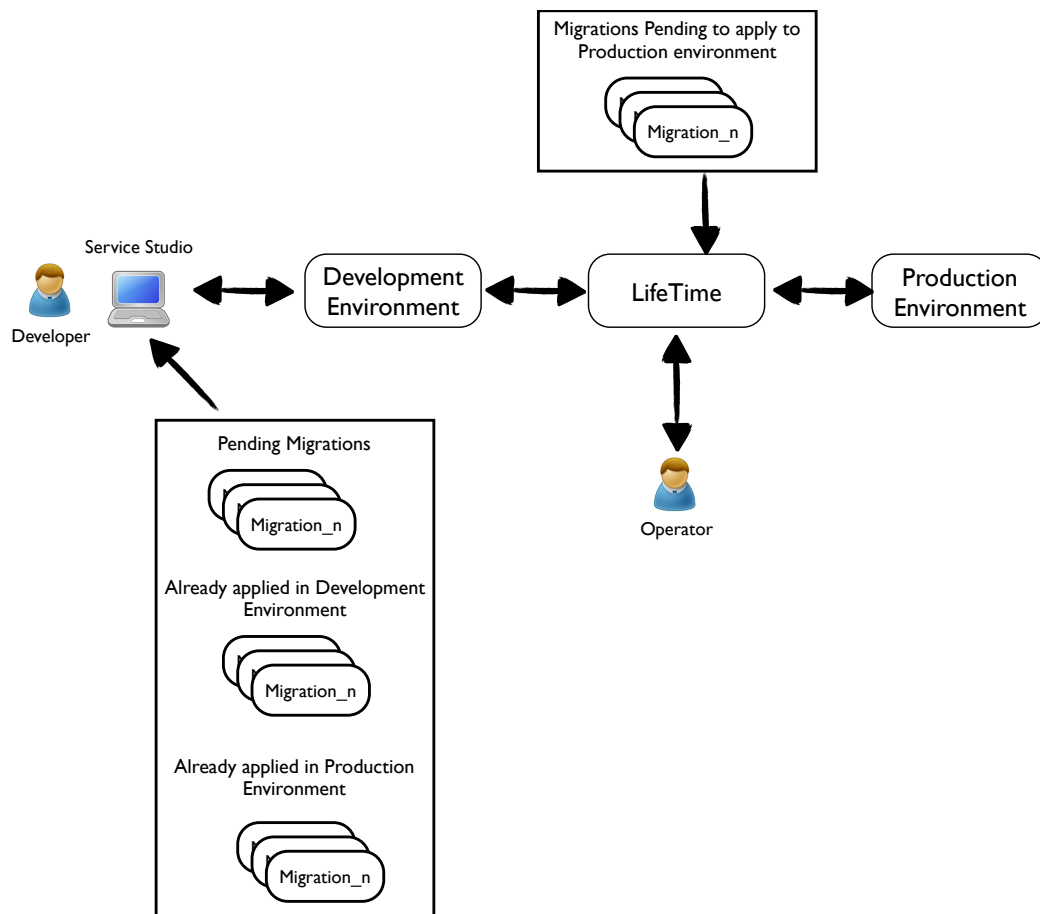 Migrations Pending to apply to
Production environment
Migration_n
Service Studio
Developer
Development
Environment
LifeTime
Production
Environment
Operator
Pending Migrations
Migration_n
Already applied in Development
Environment
Migration_n
Already applied in Production
Environment
Migration_n